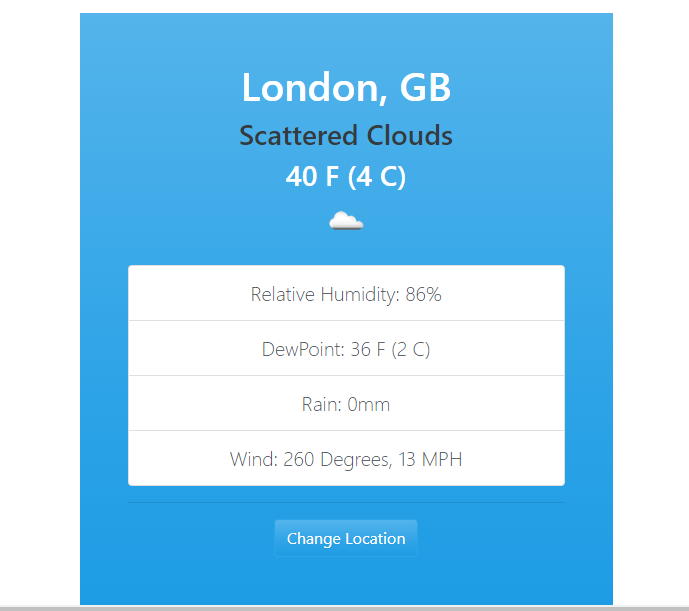 London, GB
Scattered Clouds
40 F (4 C)
Relative Humidity: 86%
DewPoint: 36 F (2 C)
Rain: 0mm
Wind: 260 Degrees, 13 MPH
Change Location